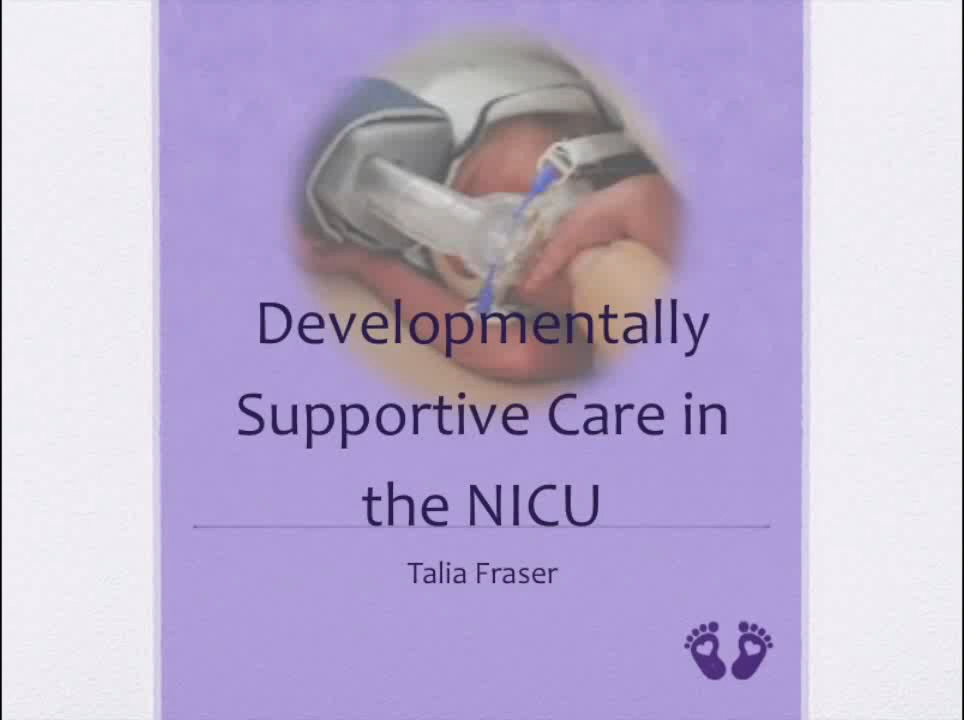 Developmentally
Supportive Care in
the NICU
Talia Fraser